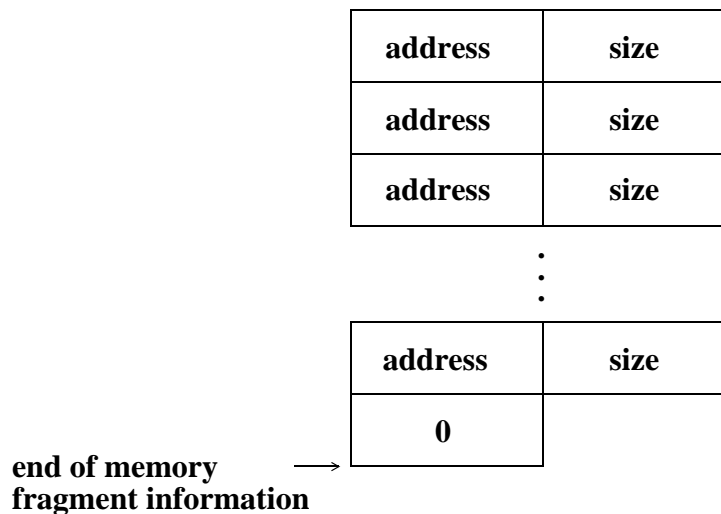 address size
address size
address size
address size
0
end of memory
fragment information